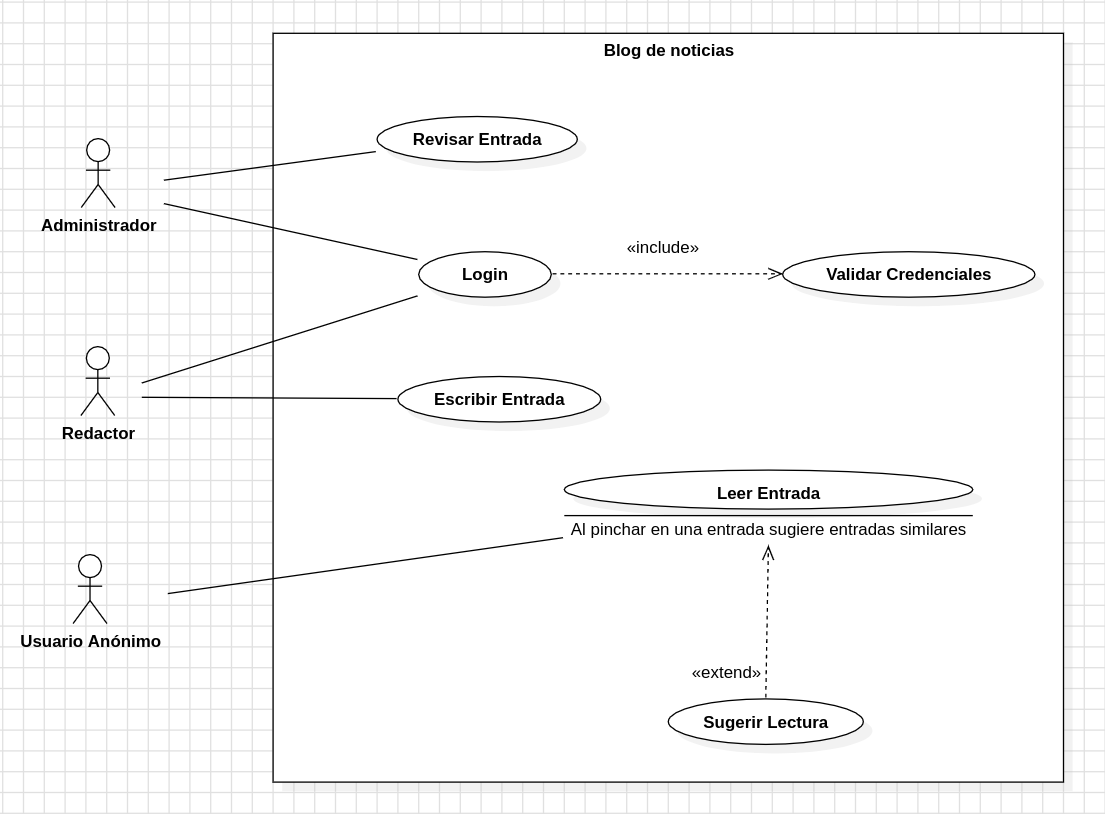 Blog de noticias
Revisar Entrada
Administrador
«include»
Login
Validar Credenciales
Escribir Entrada
Redactor
Leer Entrada
Al pinchar en una entrada sugiere entradas similares
Usuario Anónimo
«extend»
Sugerir Lectura